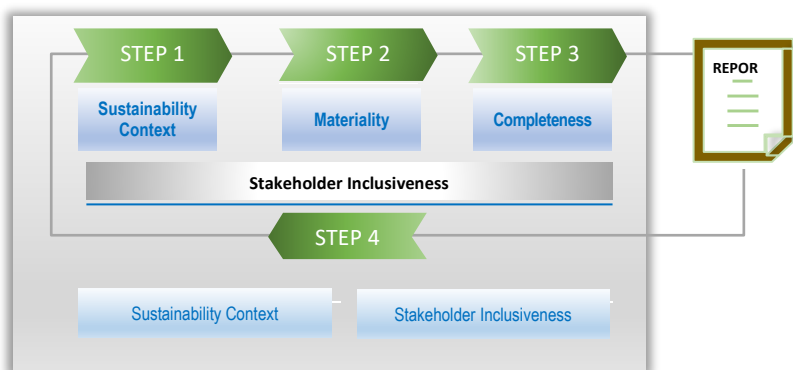 STEP 1
STEP 2
STEP 3
REPOR
Sustainability
Context
Materiality
Completeness
Stakeholder Inclusiveness
STEP 4
Sustainability Context
Stakeholder Inclusiveness